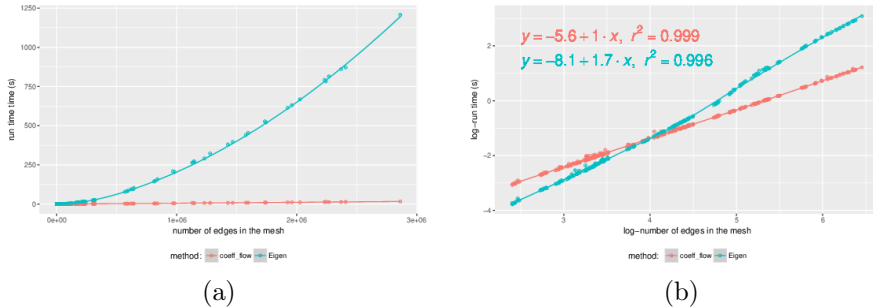 1250
1000
750
500
250
0
run time time (s)
0e+00 1e+06 2e+06 3e+06
number of edges in the mesh
method: coeff_flow Eigen
(a)
y=−5.6+1· x, r² = 0.999
y=−8.1+1.7· x, r² = 0.996
2
0
−2
−4
log−run time (s)
3 4 5 6
log−number of edges in the mesh
method: coeff_flow Eigen
(b)